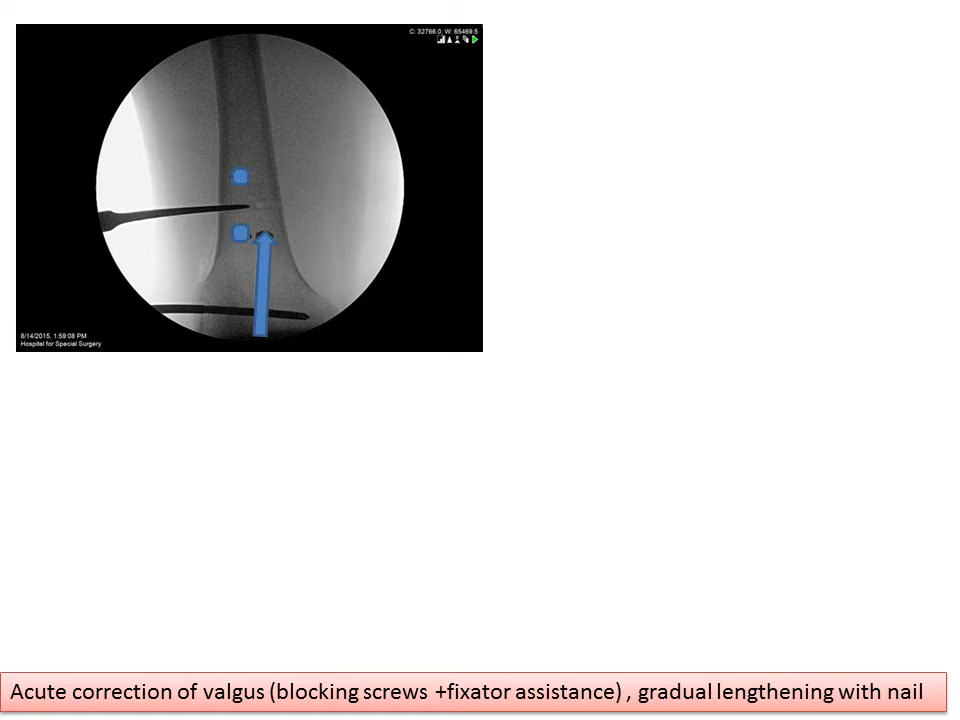 C: 32766.0, W: 65469.5
8/14/2015, 1:59:08 PM
Hospital for Special Surgery
Acute correction of valgus (blocking screws +fixator assistance) , gradual lengthening with nail